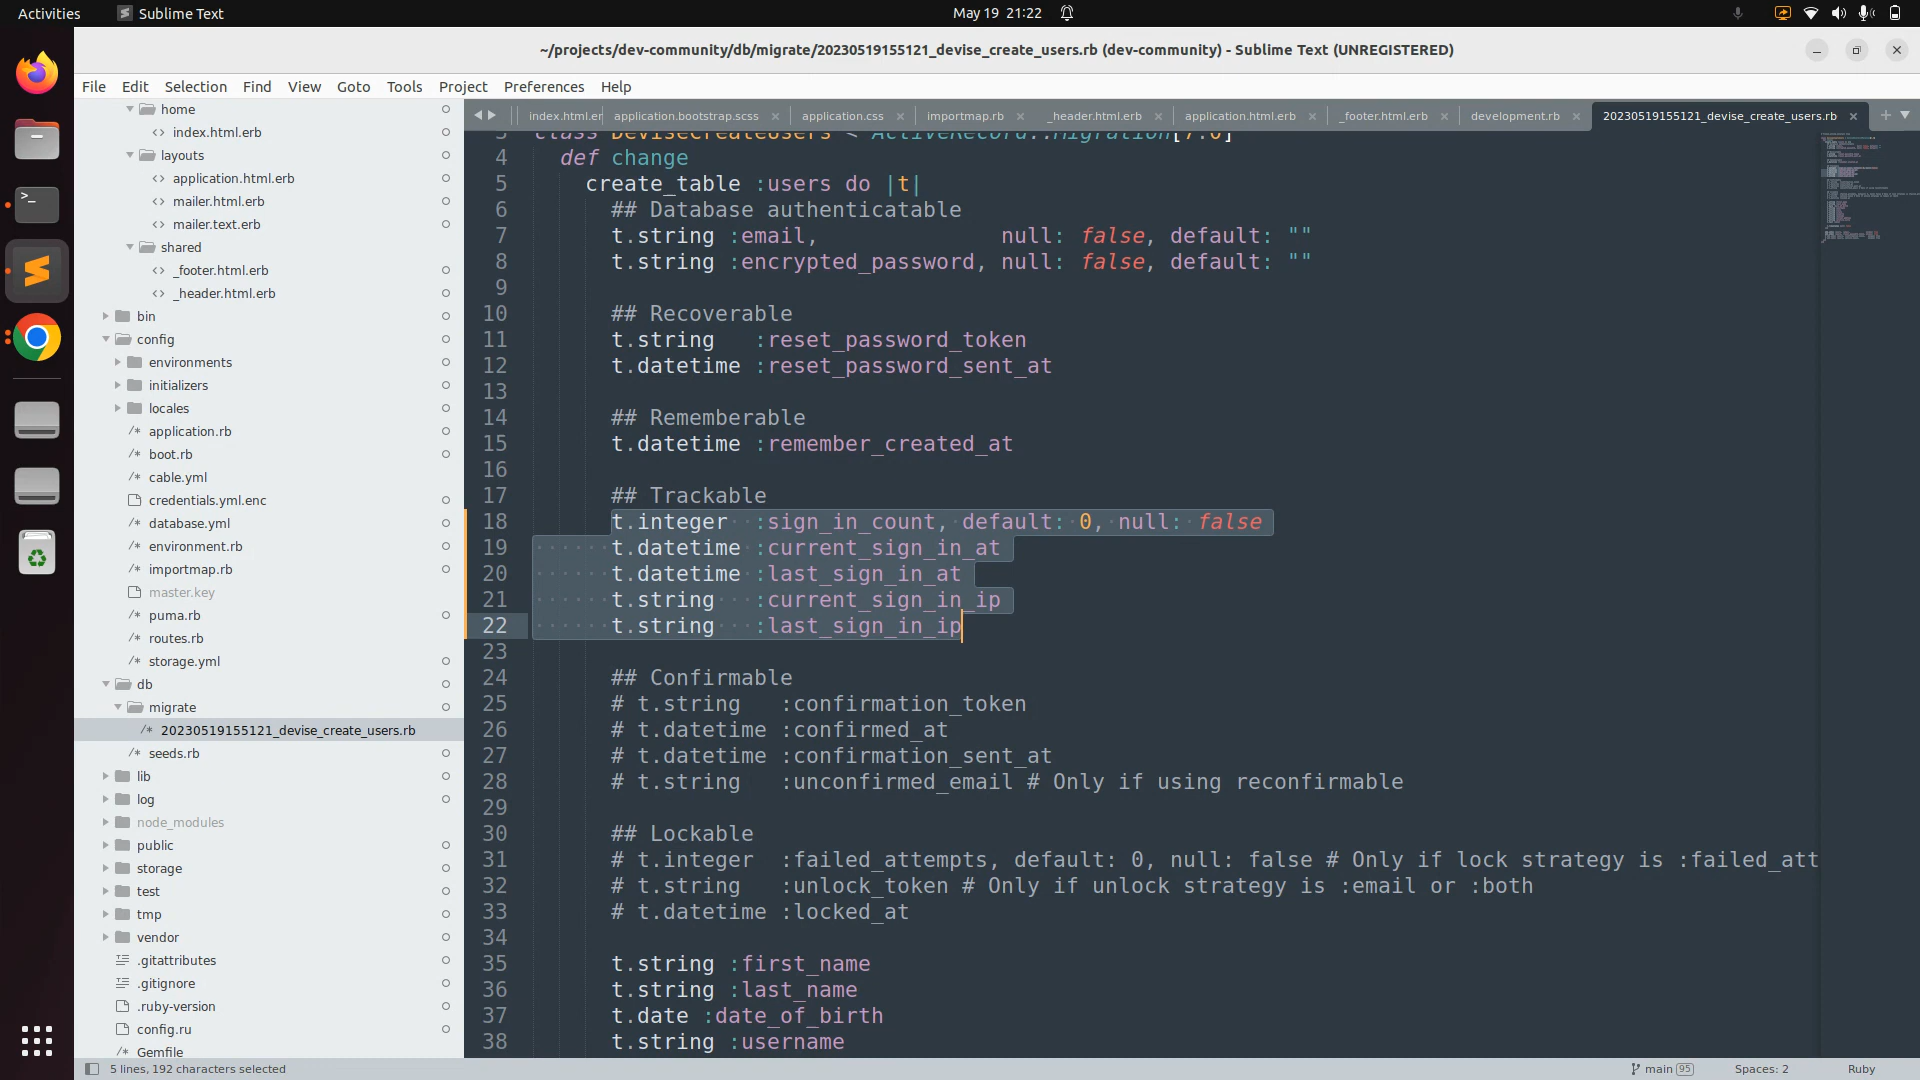 Activities
Sublime Text
May 19 21:22
~/projects/dev-community/db/migrate/20230519155121_devise_create_users.rb (dev-community) - Sublime Text (UNREGISTERED)
File Edit Selection Find View Goto Tools Project Preferences Help
home
index.html.erb
layouts
application.html.erb
mailer.html.erb
mailer.text.erb
shared
_footer.html.erb
_header.html.erb
bin
config
environments
initializers
locales
application.rb
boot.rb
cable.yml
credentials.yml.enc
database.yml
environment.rb
importmap.rb
master.key
puma.rb
routes.rb
storage.yml
db
migrate
20230519155121_devise_create_users.rb
seeds.rb
lib
log
node_modules
public
storage
test
tmp
vendor
.gitattributes
.gitignore
.ruby-version
config.ru
Gemfile
index.html.er application.bootstrap.scss application.css importmap.rb _header.html.erb application.html.erb _footer.html.erb development.rb 20230519155121_devise_create_users.rb
3 class DeviseCreateUsers < ActiveRecord::Migration[7.0]
4 def change
5 create_table :users do |t|
6 ## Database authenticatable
7 t.string :email, null: false, default: ""
8 t.string :encrypted_password, null: false, default: ""
9
10 ## Recoverable
11 t.string :reset_password_token
12 t.datetime :reset_password_sent_at
13
14 ## Rememberable
15 t.datetime :remember_created_at
16
17 ## Trackable
18 t.integer :sign_in_count, default: 0, null: false
19 t.datetime :current_sign_in_at
20 t.datetime :last_sign_in_at
21 t.string :current_sign_in_ip
22 t.string :last_sign_in_ip
23
24 ## Confirmable
25 # t.string :confirmation_token
26 # t.datetime :confirmed_at
27 # t.datetime :confirmation_sent_at
28 # t.string :unconfirmed_email # Only if using reconfirmable
29
30 ## Lockable
31 # t.integer :failed_attempts, default: 0, null: false # Only if lock strategy is :failed_att
32 # t.string :unlock_token # Only if unlock strategy is :email or :both
33 # t.datetime :locked_at
34
35 t.string :first_name
36 t.string :last_name
37 t.date :date_of_birth
38 t.string :username
5 lines, 192 characters selected
main 95
Spaces: 2
Ruby